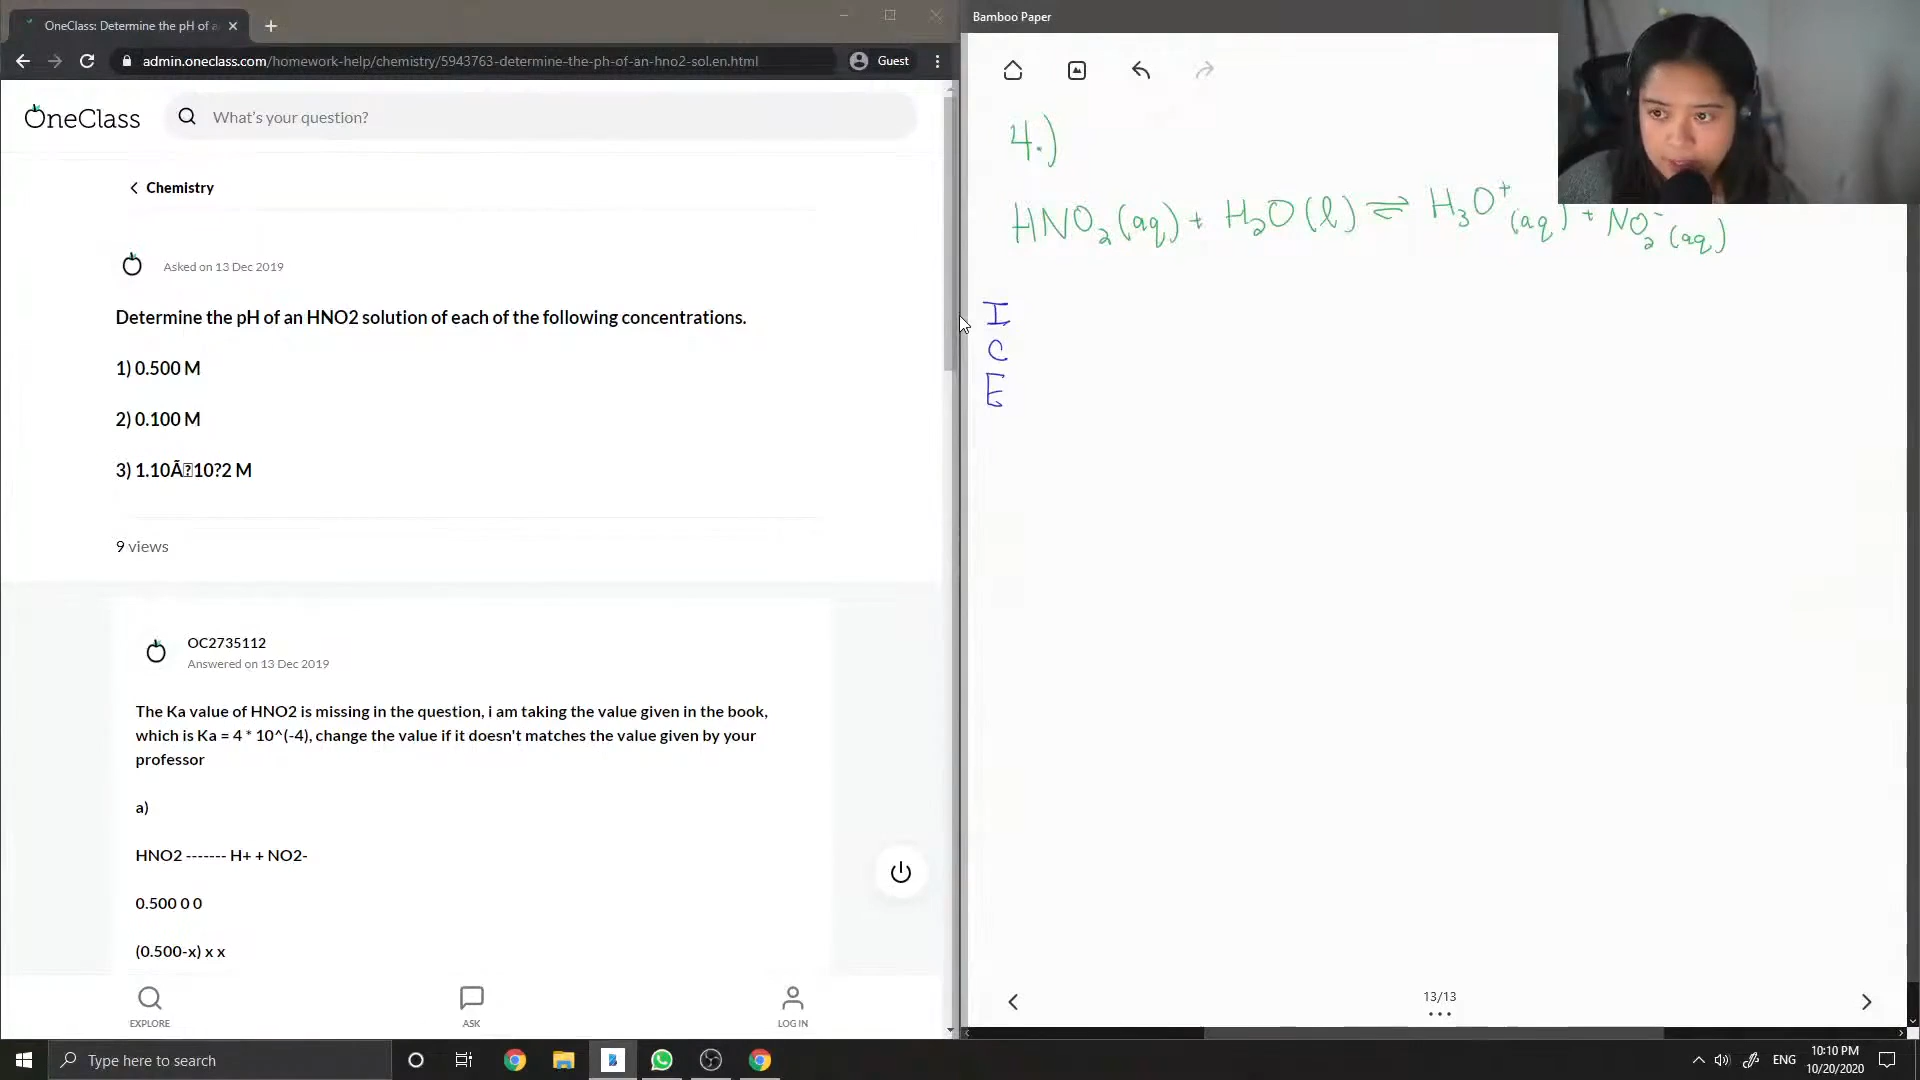 OneClass: Determine the pH of a
admin.oneclass.com/homework-help/chemistry/5943763-determine-the-ph-of-an-hno2-sol.en.html
Guest
OneClass
What's your question?
Chemistry
Asked on 13 Dec 2019
Determine the pH of an HNO2 solution of each of the following concentrations.
1) 0.500 M
2) 0.100 M
3) 1.10Ã�10?2 M
9 views
OC2735112
Answered on 13 Dec 2019
The Ka value of HNO2 is missing in the question, i am taking the value given in the book,
which is Ka = 4 * 10^(-4), change the value if it doesn't matches the value given by your
professor
a)
HNO2 ------- H+ + NO2-
0.500 0 0
(0.500-x) x x
EXPLORE
ASK
LOG IN
Bamboo Paper
4.)
HNO₂(aq) + H₂O(l) ⇌ H₃O⁺(aq) + NO₂⁻(aq)
I
C
E
13/13
Type here to search
ENG
10:10 PM
10/20/2020